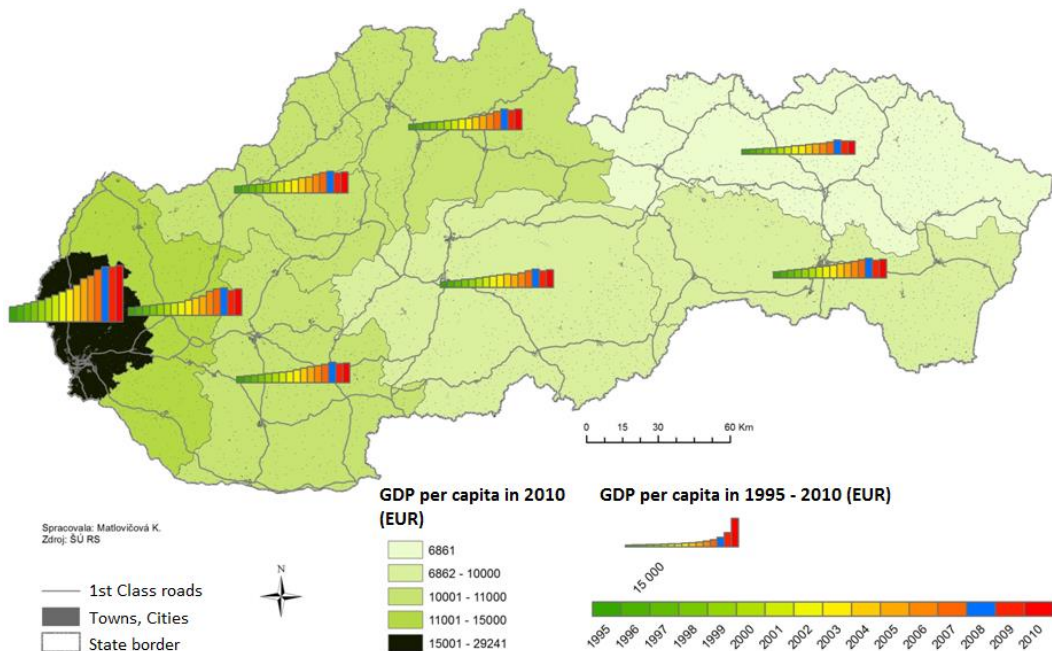 0 15 30 60 Km
GDP per capita in 2010
(EUR)
GDP per capita in 1995 - 2010 (EUR)
Spracovala: Matlovičová K.
Zdroj: ŠÚ RS
1st Class roads
Towns, Cities
State border
6861
6862 - 10000
10001 - 11000
11001 - 15000
15001 - 29241
N
15 000
1995 1996 1997 1998 1999 2000 2001 2002 2003 2004 2005 2006 2007 2008 2009 2010